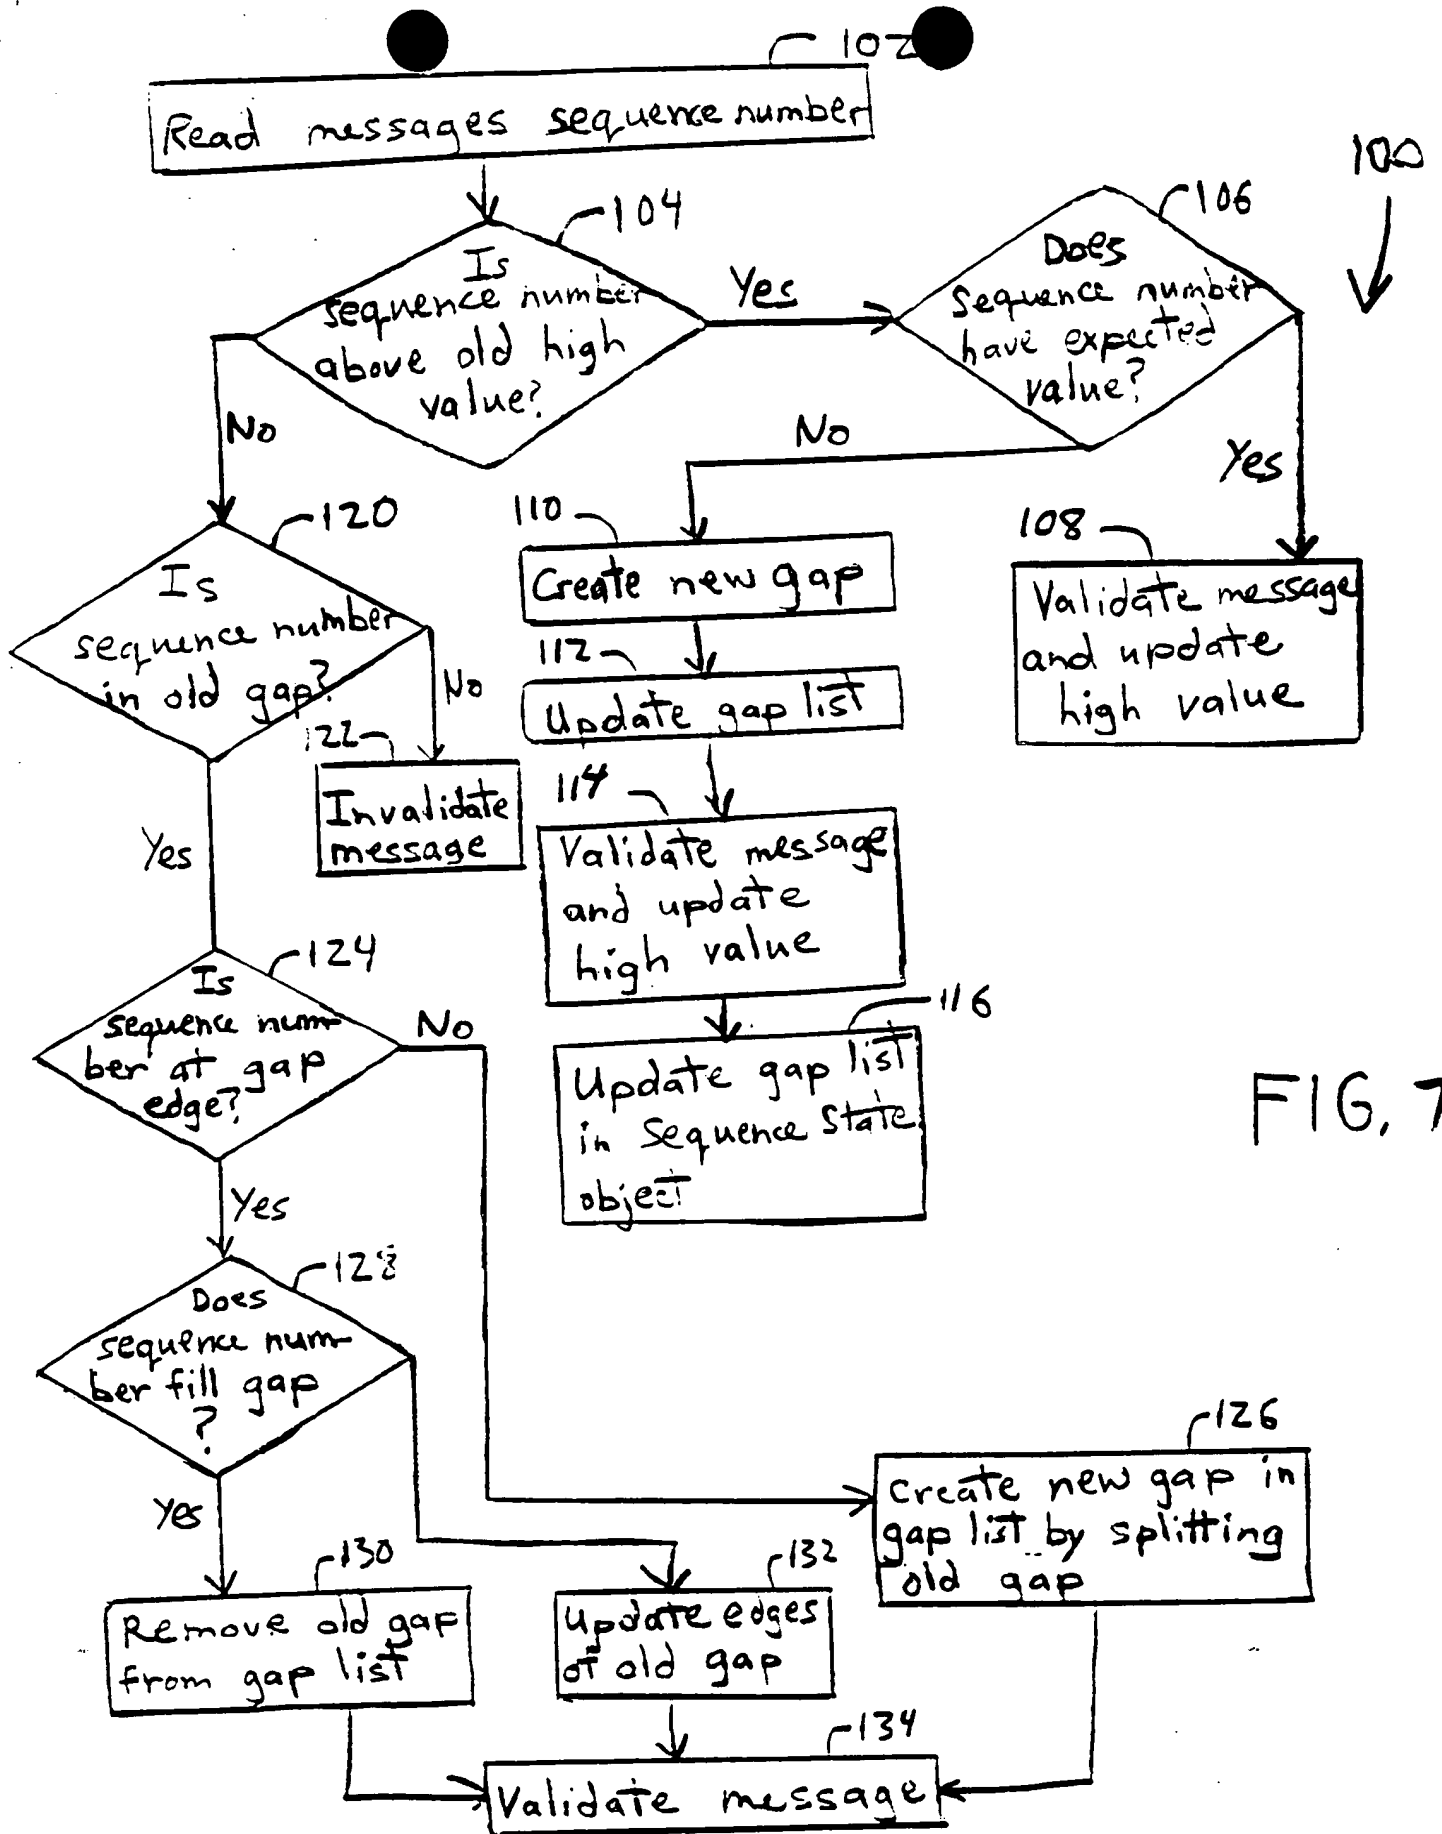 102
Read messages sequence number
100
104
Is
sequence number
above old high
value?
Yes
106
Does
Sequence number
have expected
value?
No
No
Yes
120
Is
sequence number
in old gap?
No
110
Create new gap
108
Validate message
and update
high value
112
Update gap list
122
Invalidate
message
Yes
114
Validate message
and update
high value
124
Is
sequence num-
ber at gap
edge?
No
116
Update gap list
in Sequence State
object
FIG. 7
Yes
128
Does
sequence num-
ber fill gap
?
Yes
126
Create new gap in
gap list by splitting
old gap
130
Remove old gap
from gap list
132
Update edges
of old gap
134
Validate message